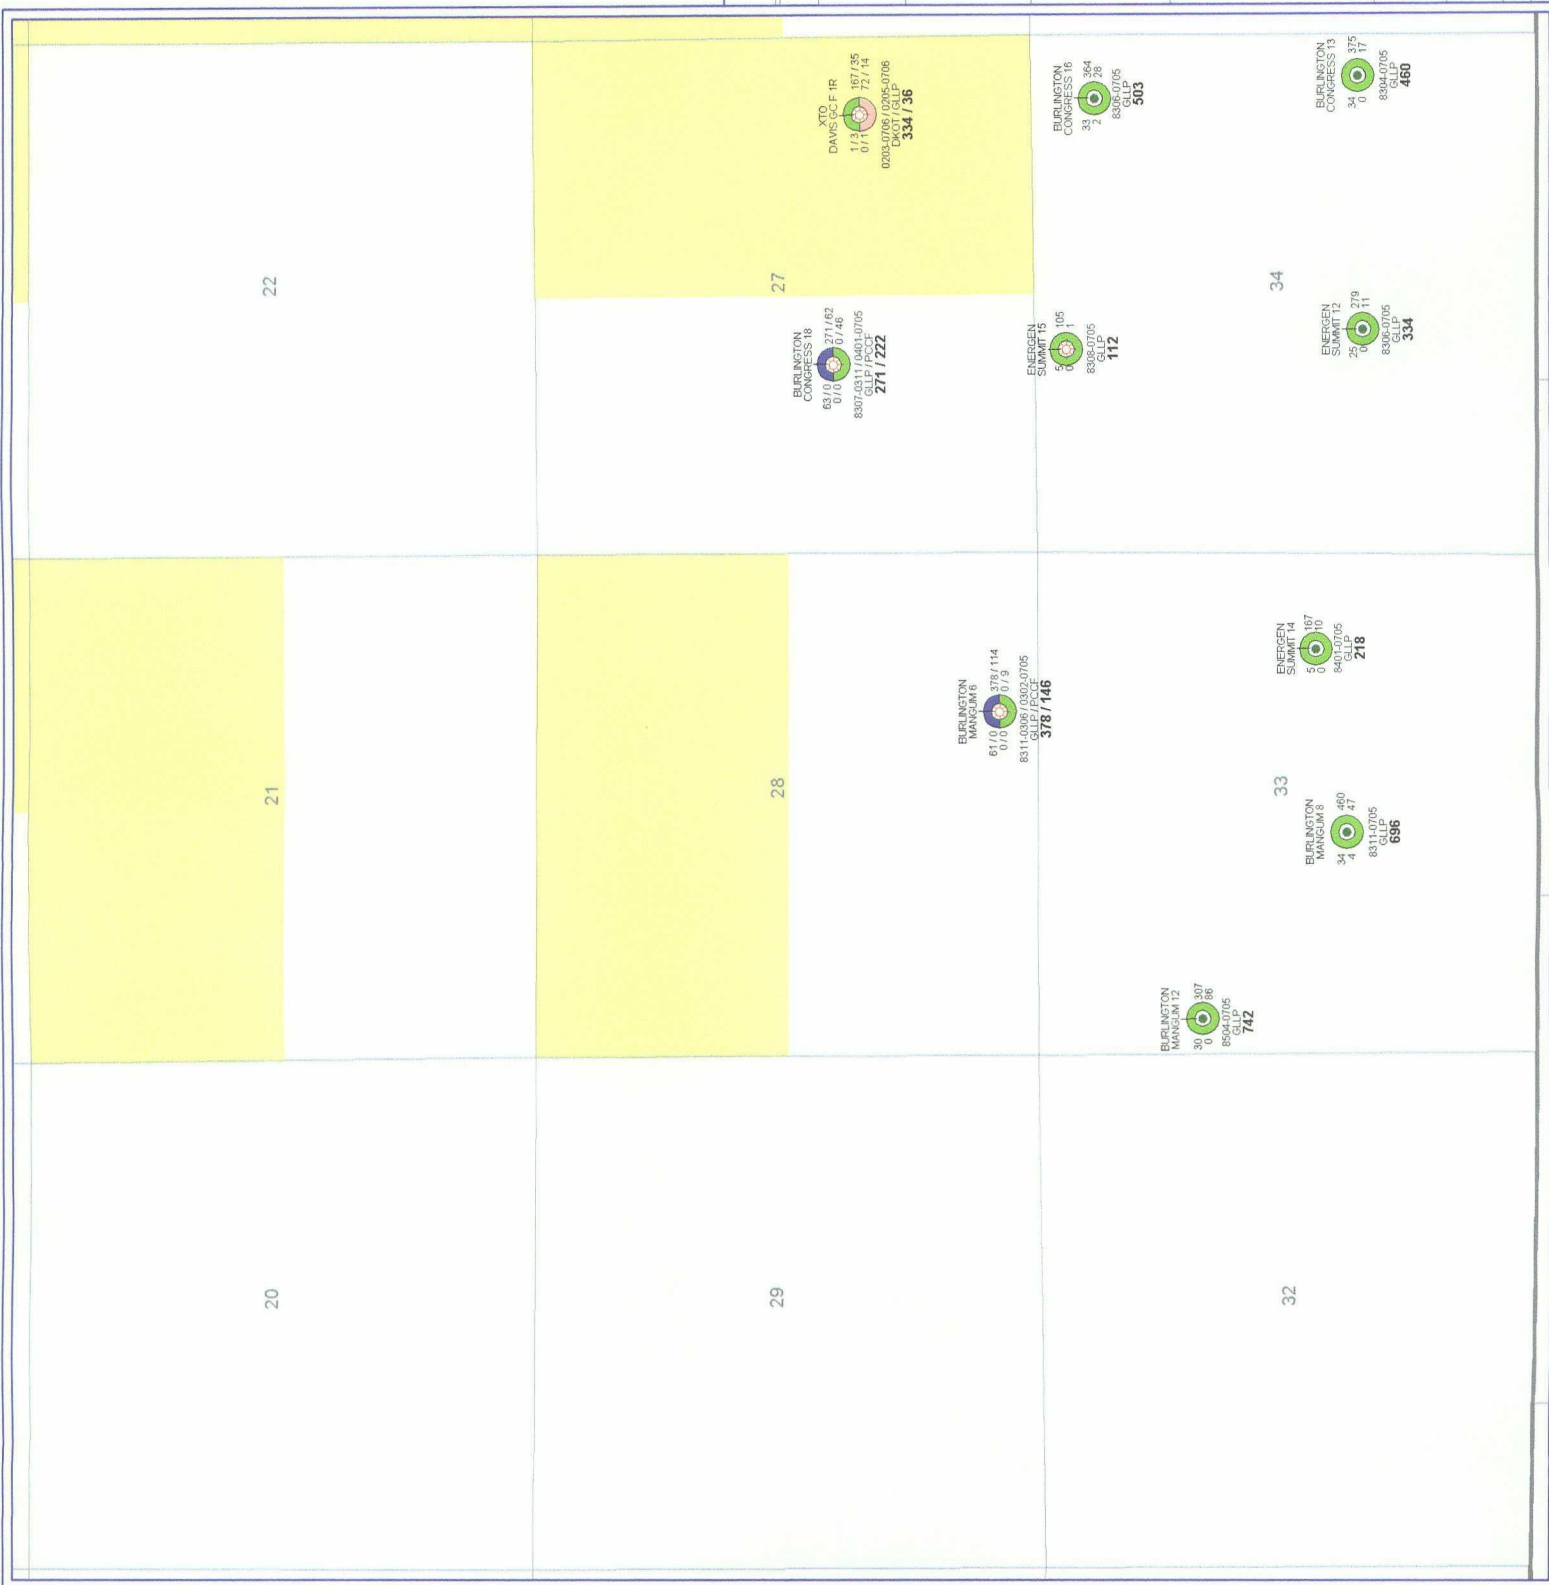 20
21
22
29
28
27
BURLINGTON
CONGRESS 18
63 / 0 271 / 62
0 / 0 0 / 46
8307-0311 / 0401-0705
GLLP / PCCF
271 / 222
XTO
DAVIS GC F 1R
1 / 3 167 / 35
0 / 1 72 / 14
0203-0706 / 0205-0706
DKOT / GLLP
334 / 36
BURLINGTON
MANGUM 6
61 / 0 378 / 114
0 / 0 0 / 9
8311-0306 / 0302-0705
GLLP / PCCF
378 / 146
32
33
34
ENERGEN
SUMMIT 15
5 105
0 1
8308-0705
GLLP
112
BURLINGTON
CONGRESS 16
33 364
2 28
8306-0705
GLLP
503
BURLINGTON
MANGUM 12
30 307
0 86
8504-0705
GLLP
742
BURLINGTON
MANGUM 8
34 460
4 47
8311-0705
GLLP
696
ENERGEN
SUMMIT 14
5 167
0 10
8401-0705
GLLP
218
ENERGEN
SUMMIT 12
25 279
0 11
8306-0705
GLLP
334
BURLINGTON
CONGRESS 13
34 375
0 17
8304-0705
GLLP
460